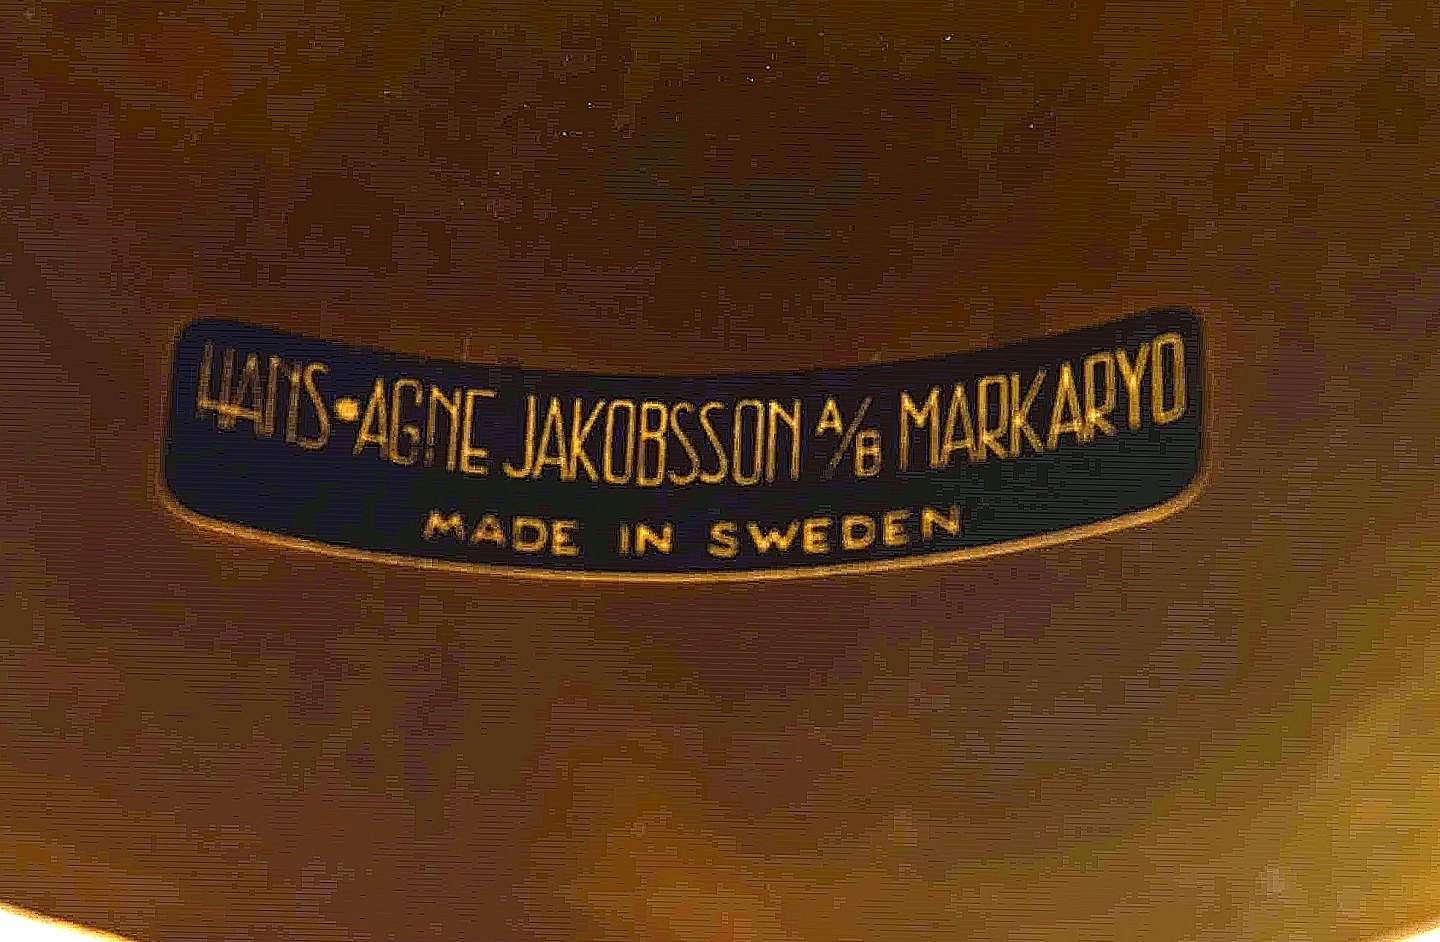 HANS•AGNE JAKOBSSON A/B MARKARYD
MADE IN SWEDEN